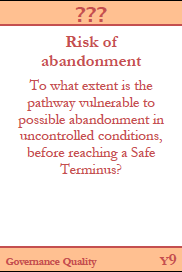 ???
Risk of
abandonment
To what extent is the
pathway vulnerable to
possible abandonment in
uncontrolled conditions,
before reaching a Safe
Terminus?
Governance Quality Y9